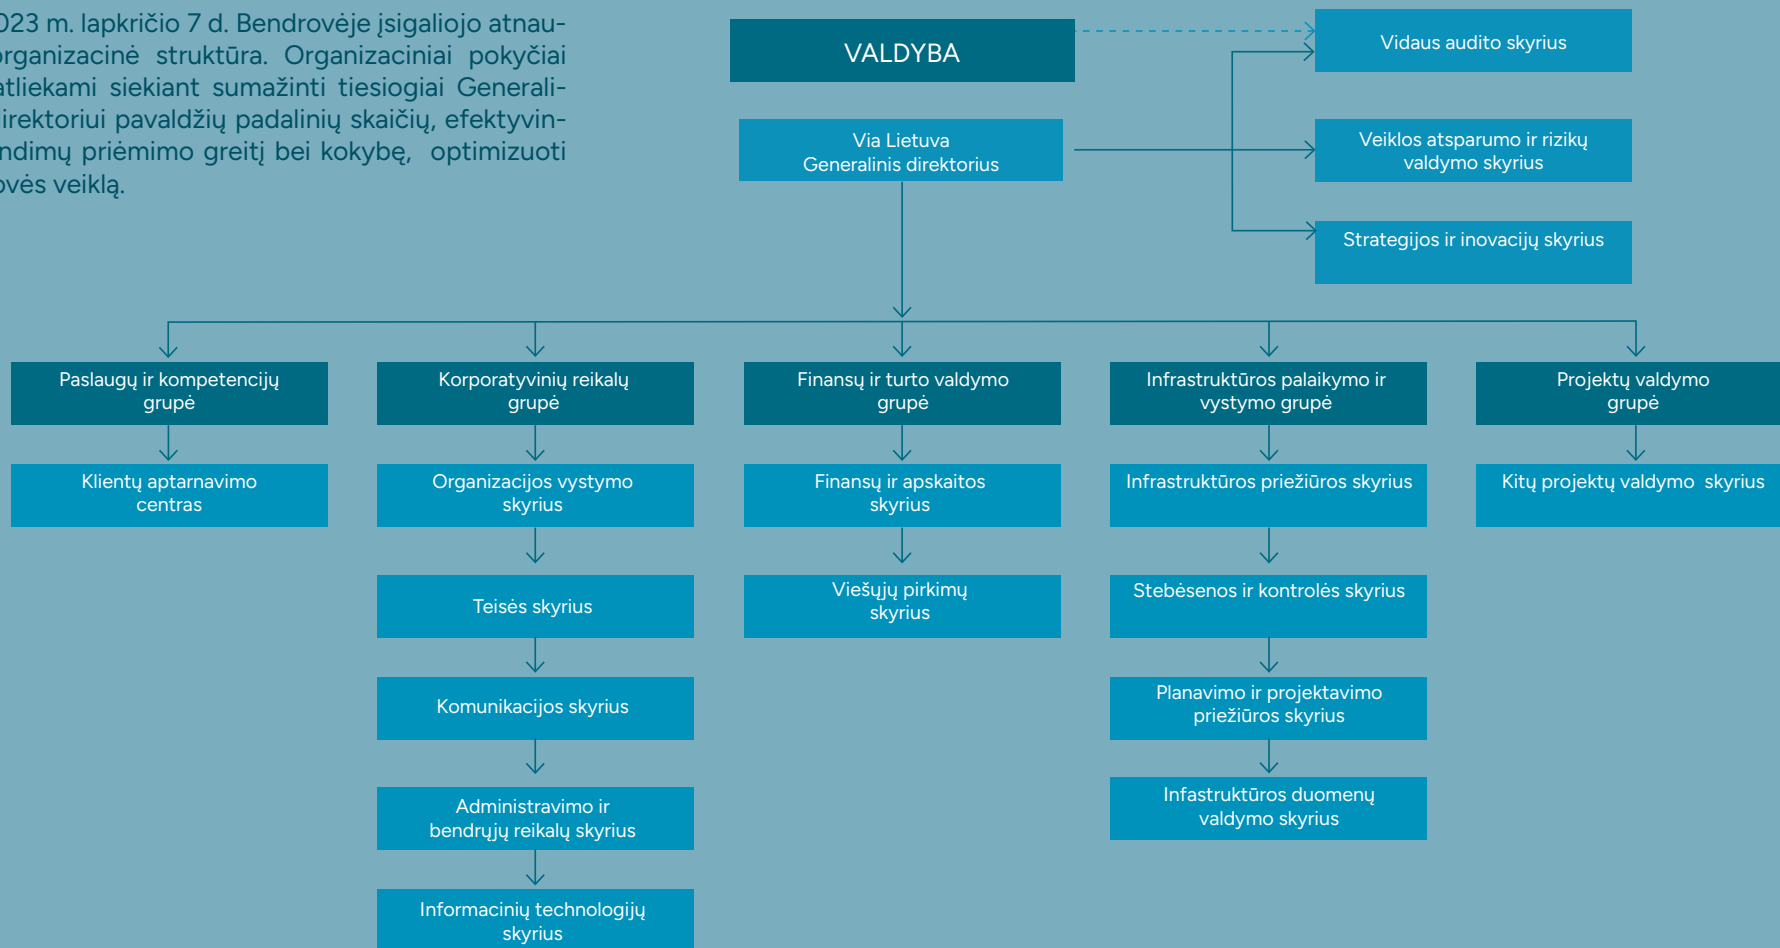 023 m. lapkričio 7 d. Bendrovėje įsigaliojo atnau-
organizacinė struktūra. Organizaciniai pokyčiai
atliekami siekiant sumažinti tiesiogiai Generali-
direktoriui pavaldžių padalinių skaičių, efektyvin-
endimų priėmimo greitį bei kokybę, optimizuoti
ovės veiklą.
VALDYBA
Vidaus audito skyrius
Via Lietuva
Generalinis direktorius
Veiklos atsparumo ir rizikų
valdymo skyrius
Strategijos ir inovacijų skyrius
Paslaugų ir kompetencijų
grupė
Korporatyvinių reikalų
grupė
Finansų ir turto valdymo
grupė
Infrastruktūros palaikymo ir
vystymo grupė
Projektų valdymo
grupė
Klientų aptarnavimo
centras
Organizacijos vystymo
skyrius
Finansų ir apskaitos
skyrius
Infrastruktūros priežiūros skyrius
Kitų projektų valdymo skyrius
Teisės skyrius
Viešųjų pirkimų
skyrius
Stebėsenos ir kontrolės skyrius
Komunikacijos skyrius
Planavimo ir projektavimo
priežiūros skyrius
Administravimo ir
bendrųjų reikalų skyrius
Infastruktūros duomenų
valdymo skyrius
Informacinių technologijų
skyrius